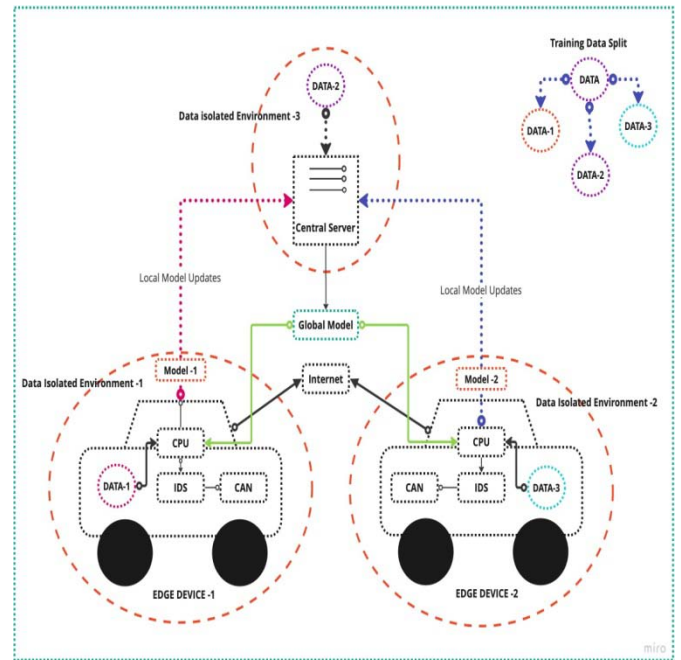 Training Data Split
DATA
DATA-1
DATA-3
DATA-2
DATA-2
Data isolated Environment -3
Central Server
Local Model Updates
Local Model Updates
Global Model
Model -1
Internet
Model -2
Data Isolated Environment -1
Data Isolated Environment -2
CPU
CPU
DATA-1
IDS
CAN
CAN
IDS
DATA-3
EDGE DEVICE -1
EDGE DEVICE -2
miro